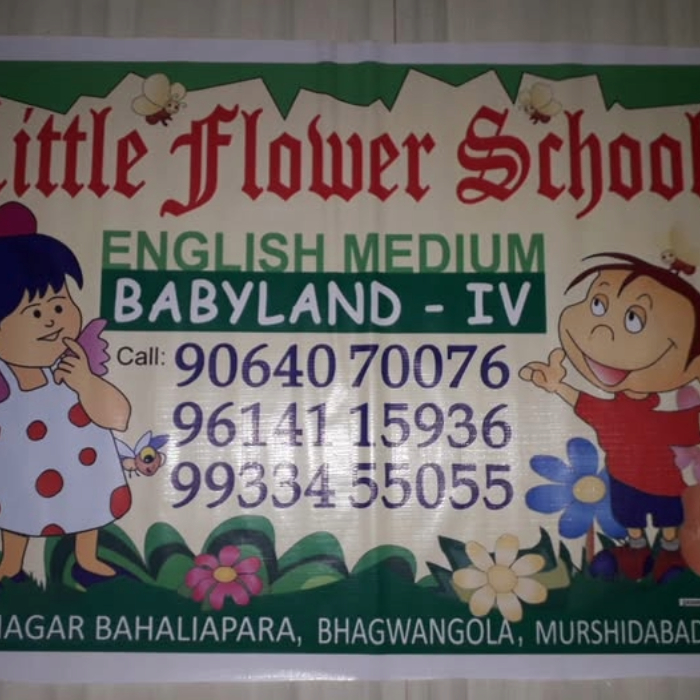 Little Flower School
ENGLISH MEDIUM
BABYLAND - IV
Call: 90640 70076
96141 15936
99334 55055
NAGAR BAHALIAPARA, BHAGWANGOLA, MURSHIDABAD